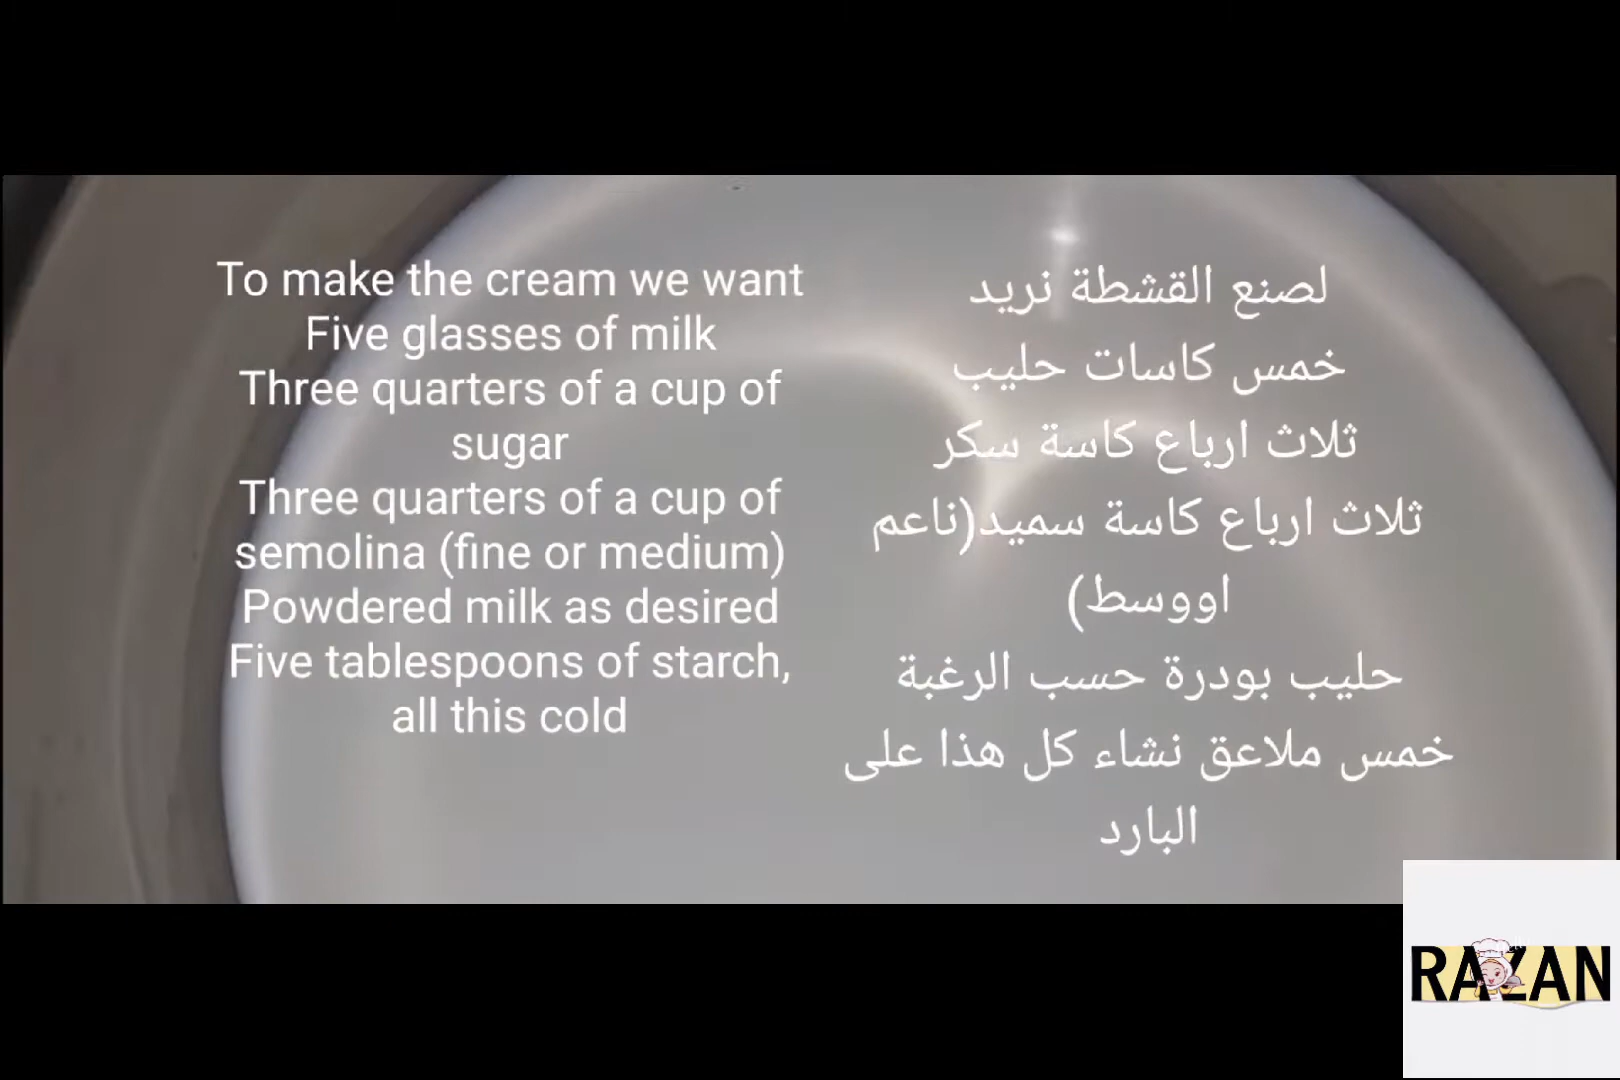 To make the cream we want
Five glasses of milk
Three quarters of a cup of
sugar
Three quarters of a cup of
semolina (fine or medium)
Powdered milk as desired
Five tablespoons of starch,
all this cold
لصنع القشطة نريد
خمس كاسات حليب
ثلاث ارباع كاسة سكر
ثلاث ارباع كاسة سميد(ناعم
اووسط)
حليب بودرة حسب الرغبة
خمس ملاعق نشاء كل هذا على
البارد
RAZAN